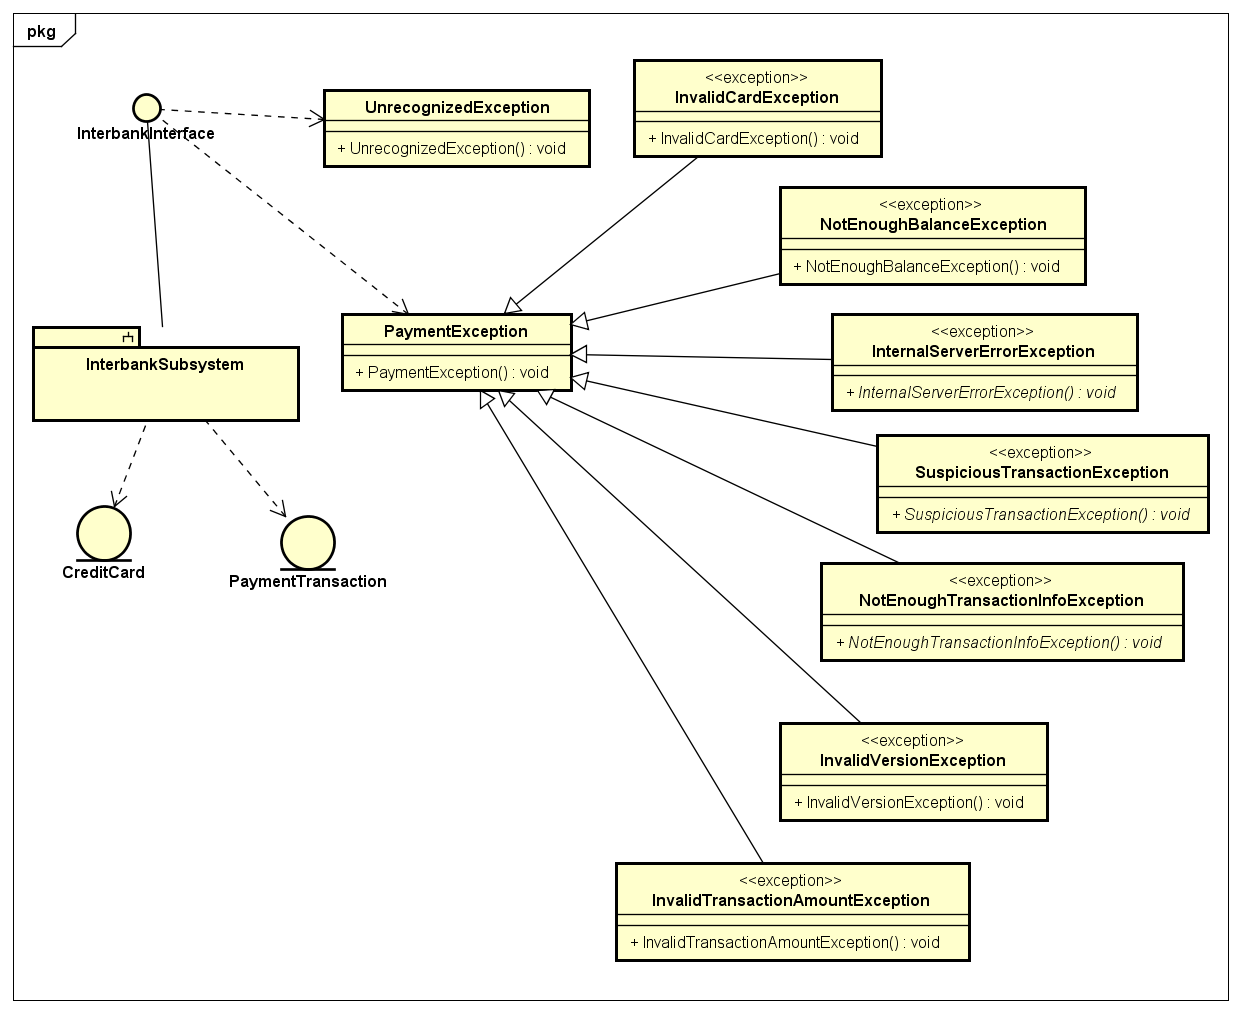 pkg
InterbankInterface
UnrecognizedException
+ UnrecognizedException() : void
<<exception>>
InvalidCardException
+ InvalidCardException() : void
<<exception>>
NotEnoughBalanceException
+ NotEnoughBalanceException() : void
PaymentException
+ PaymentException() : void
<<exception>>
InternalServerErrorException
+ InternalServerErrorException() : void
InterbankSubsystem
<<exception>>
SuspiciousTransactionException
+ SuspiciousTransactionException() : void
CreditCard
PaymentTransaction
<<exception>>
NotEnoughTransactionInfoException
+ NotEnoughTransactionInfoException() : void
<<exception>>
InvalidVersionException
+ InvalidVersionException() : void
<<exception>>
InvalidTransactionAmountException
+ InvalidTransactionAmountException() : void